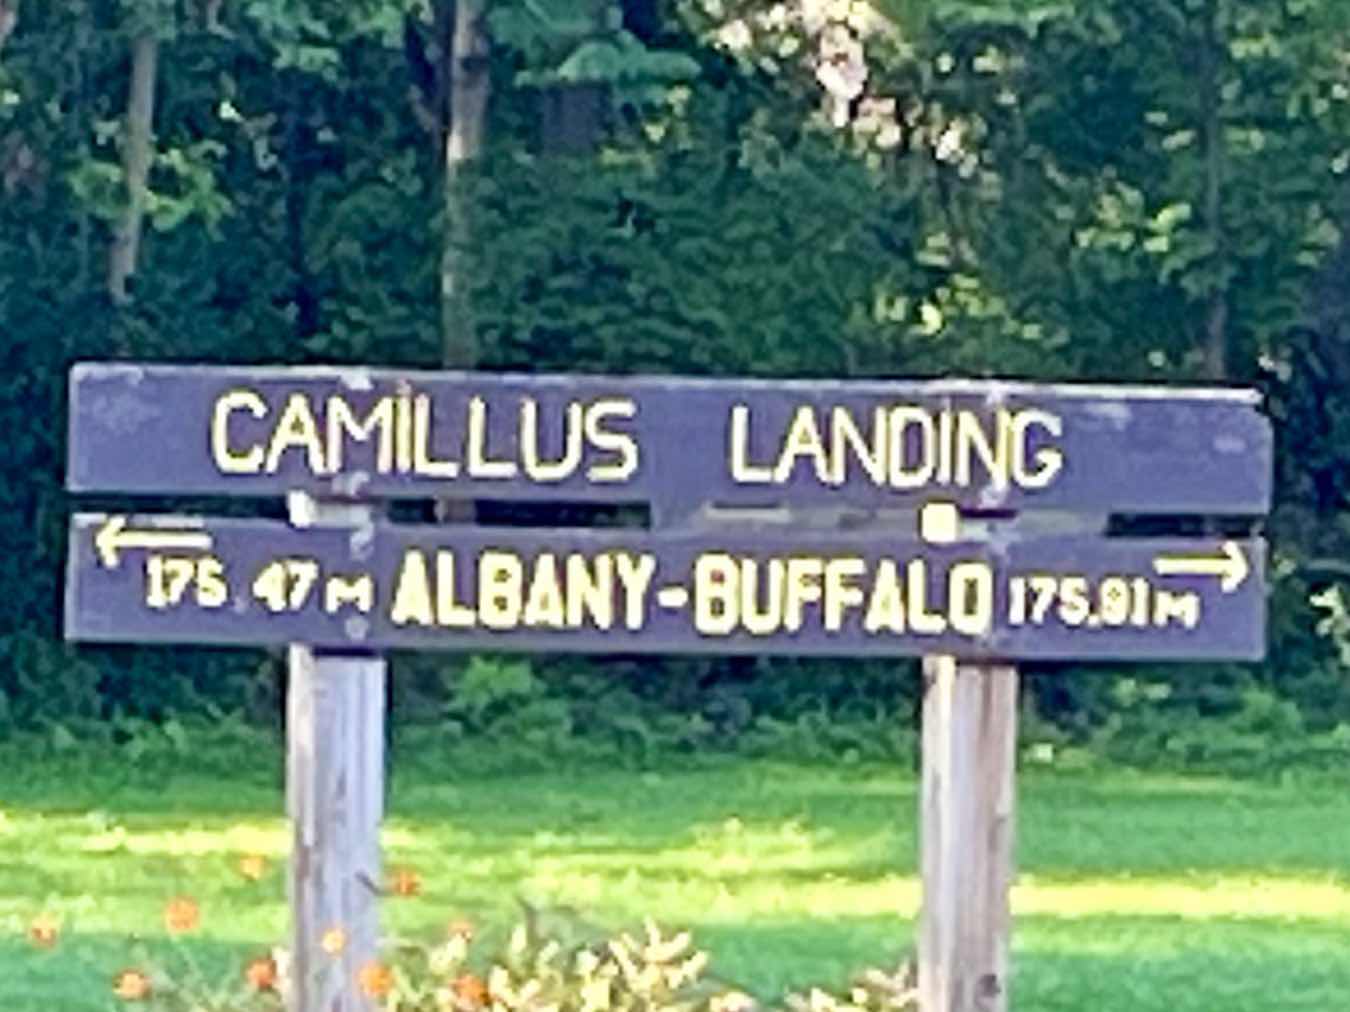 CAMILLUS LANDING
← 175.47 M ALBANY-BUFFALO 175.91 M →